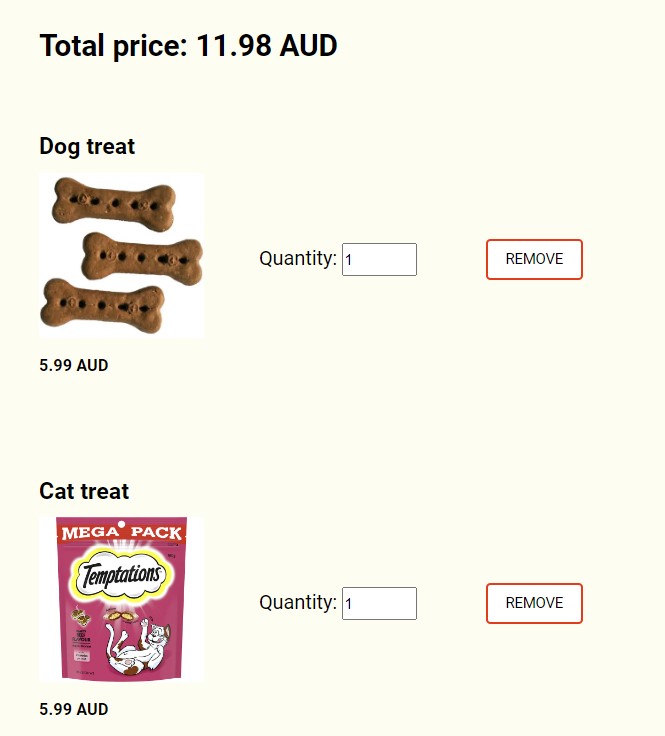 Total price: 11.98 AUD
Dog treat
Quantity: 1
REMOVE
5.99 AUD
Cat treat
MEGA PACK
Temptations
Quantity: 1
REMOVE
5.99 AUD